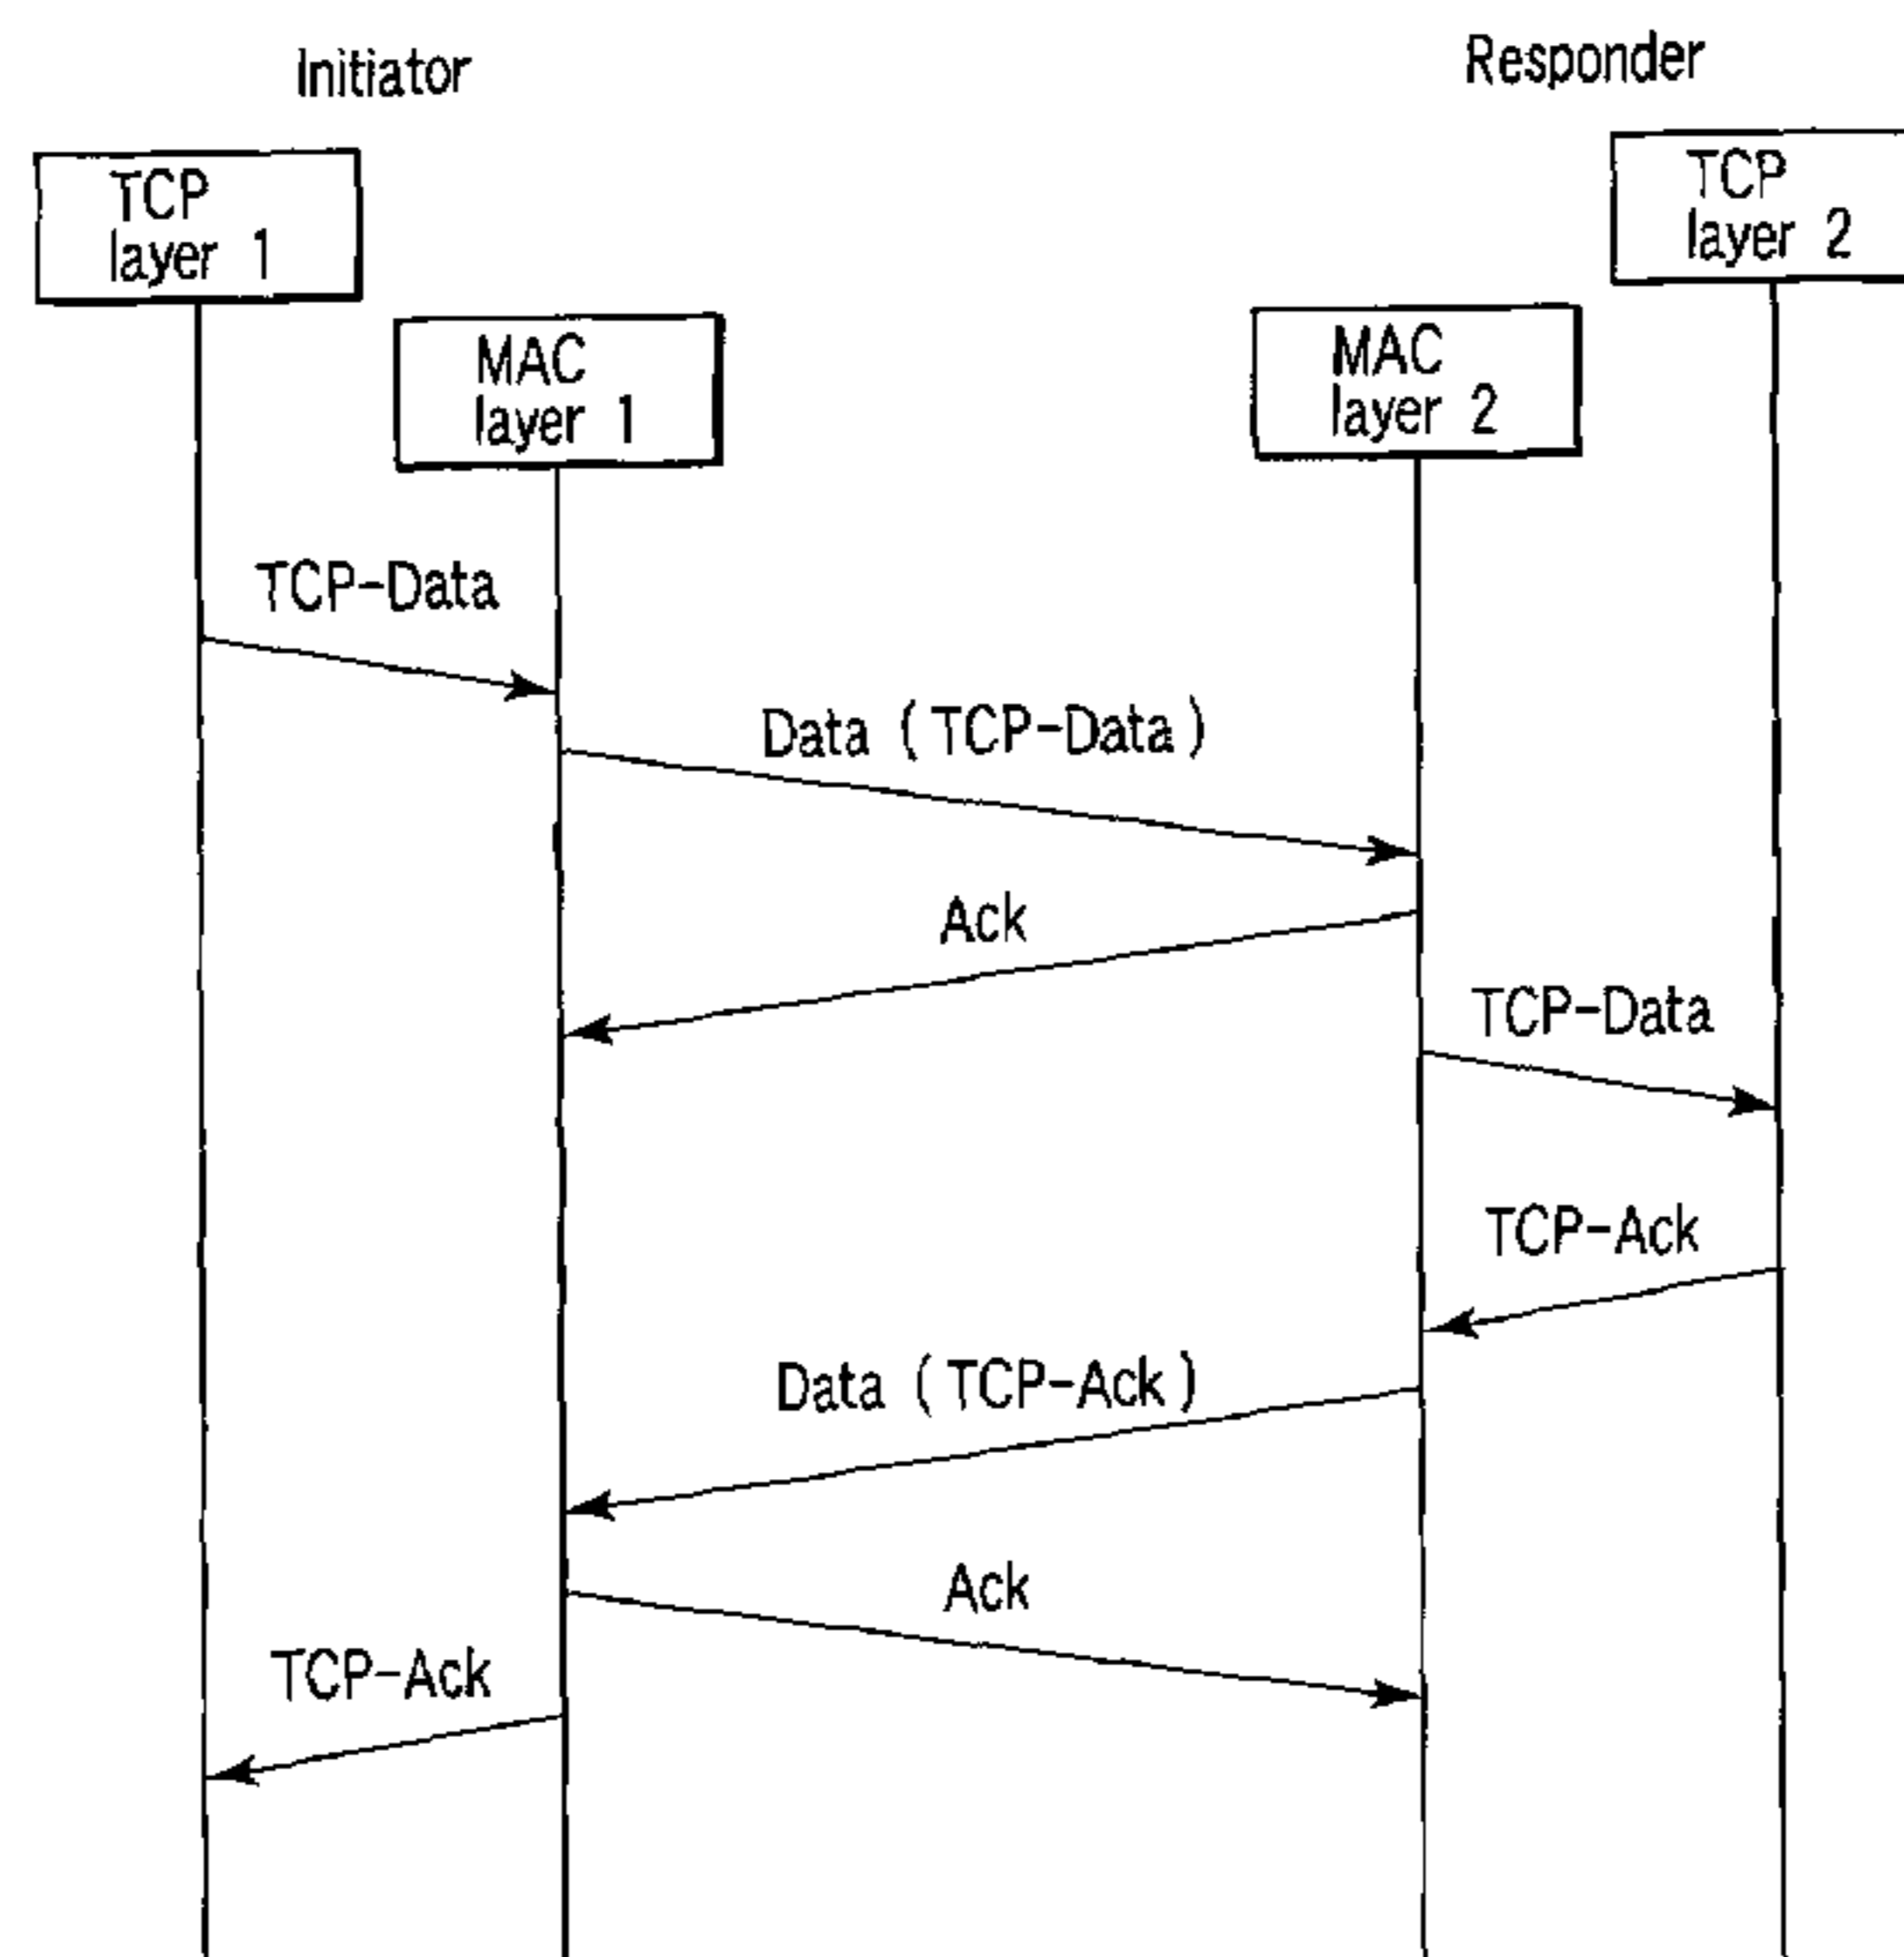 Initiator
Responder
TCP
layer 1
TCP
layer 2
MAC
layer 1
MAC
layer 2
TCP-Data
Data (TCP-Data)
Ack
TCP-Data
TCP-Ack
Data (TCP-Ack)
Ack
TCP-Ack